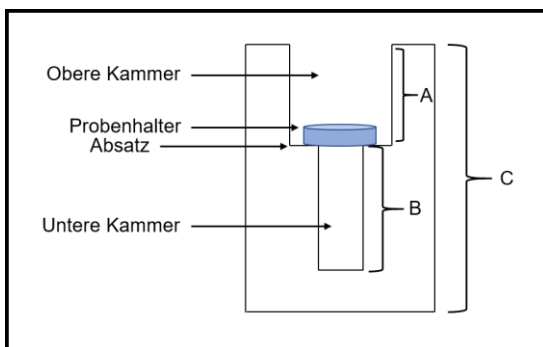 Obere Kammer
A
Probenhalter
Absatz
C
B
Untere Kammer